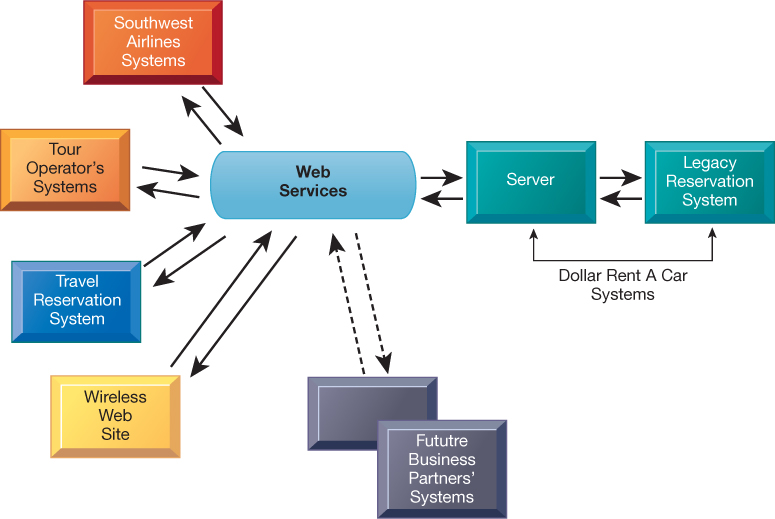 Southwest
Airlines
Systems
Tour
Operator's
Systems
Web
Services
Server
Legacy
Reservation
System
Travel
Reservation
System
Dollar Rent A Car
Systems
Wireless
Web
Site
Fututre
Business
Partners'
Systems